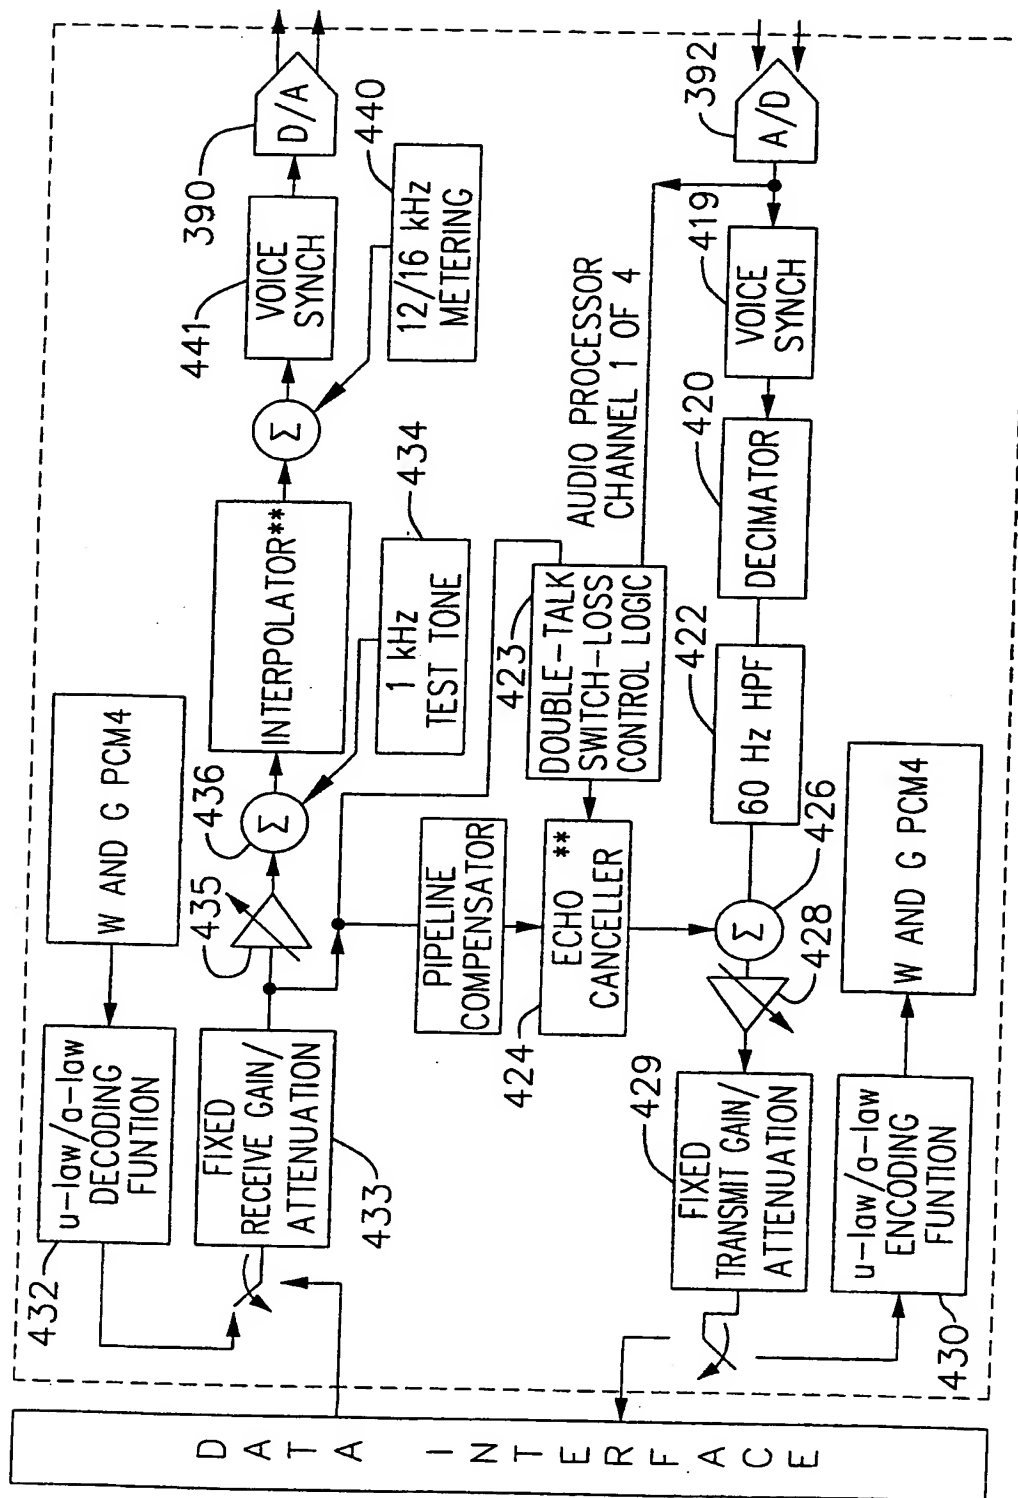 DATA INTERFACE
432
u-law/a-law
DECODING
FUNTION
W AND G PCM4
FIXED
RECEIVE GAIN/
ATTENUATION
433
435
Σ
436
INTERPOLATOR**
Σ
441
VOICE
SYNCH
390
D/A
1 kHz
TEST TONE
434
12/16 kHz
METERING
440
PIPELINE
COMPENSATOR
423
DOUBLE-TALK
SWITCH-LOSS
CONTROL LOGIC
AUDIO PROCESSOR
CHANNEL 1 OF 4
424
ECHO **
CANCELLER
429
FIXED
TRANSMIT GAIN/
ATTENUATION
428
Σ
426
422
60 Hz HPF
420
DECIMATOR
419
VOICE
SYNCH
392
A/D
u-law/a-law
ENCODING
FUNTION
430
W AND G PCM4